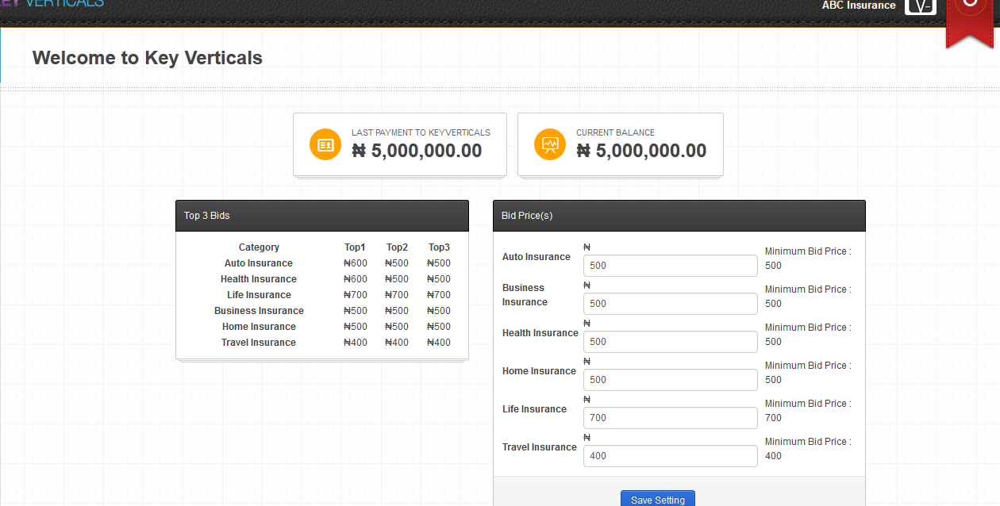 KEY VERTICALS
ABC Insurance
Welcome to Key Verticals
LAST PAYMENT TO KEYVERTICALS
₦ 5,000,000.00
CURRENT BALANCE
₦ 5,000,000.00
Top 3 Bids
Category Top1 Top2 Top3
Auto Insurance ₦600 ₦500 ₦500
Health Insurance ₦600 ₦500 ₦500
Life Insurance ₦700 ₦700 ₦700
Business Insurance ₦500 ₦500 ₦500
Home Insurance ₦500 ₦500 ₦500
Travel Insurance ₦400 ₦400 ₦400
Bid Price(s)
Auto Insurance
₦
500
Minimum Bid Price :
500
Business
Insurance
₦
500
Minimum Bid Price :
500
Health Insurance
₦
500
Minimum Bid Price :
500
Home Insurance
₦
500
Minimum Bid Price :
500
Life Insurance
₦
700
Minimum Bid Price :
700
Travel Insurance
₦
400
Minimum Bid Price :
400
Save Setting